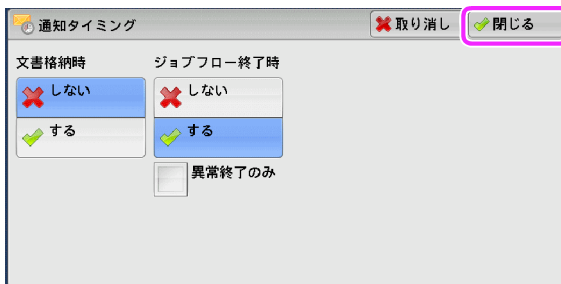 通知タイミング
取り消し
閉じる
文書格納時
ジョブフロー終了時
しない
する
しない
する
異常終了のみ